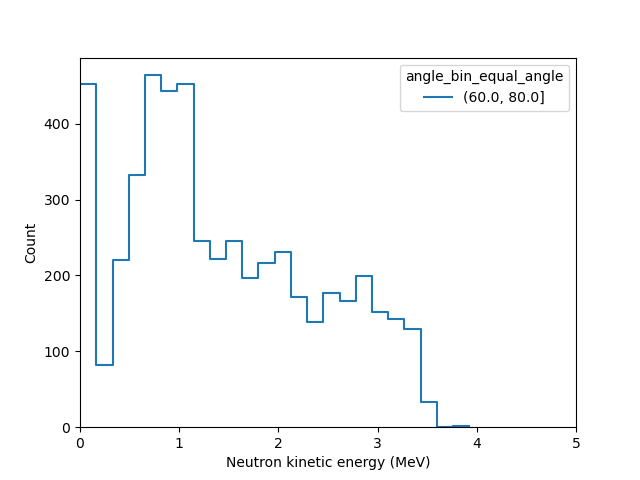 angle_bin_equal_angle
(60.0, 80.0]
400
300
200
100
0
Count
0 1 2 3 4 5
Neutron kinetic energy (MeV)